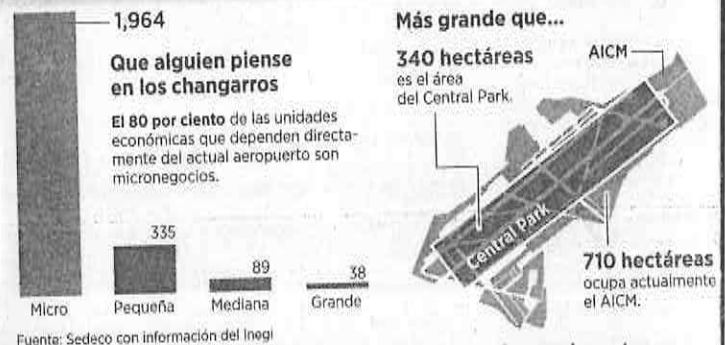 1,964
Que alguien piense
en los changarros
El 80 por ciento de las unidades
económicas que dependen directa-
mente del actual aeropuerto son
micronegocios.
335
89
38
Micro
Pequeña
Mediana
Grande
Fuente: Sedeco con información del Inegi
Más grande que...
340 hectáreas
es el área
del Central Park.
AICM
Central Park
710 hectáreas
ocupa actualmente
el AICM.